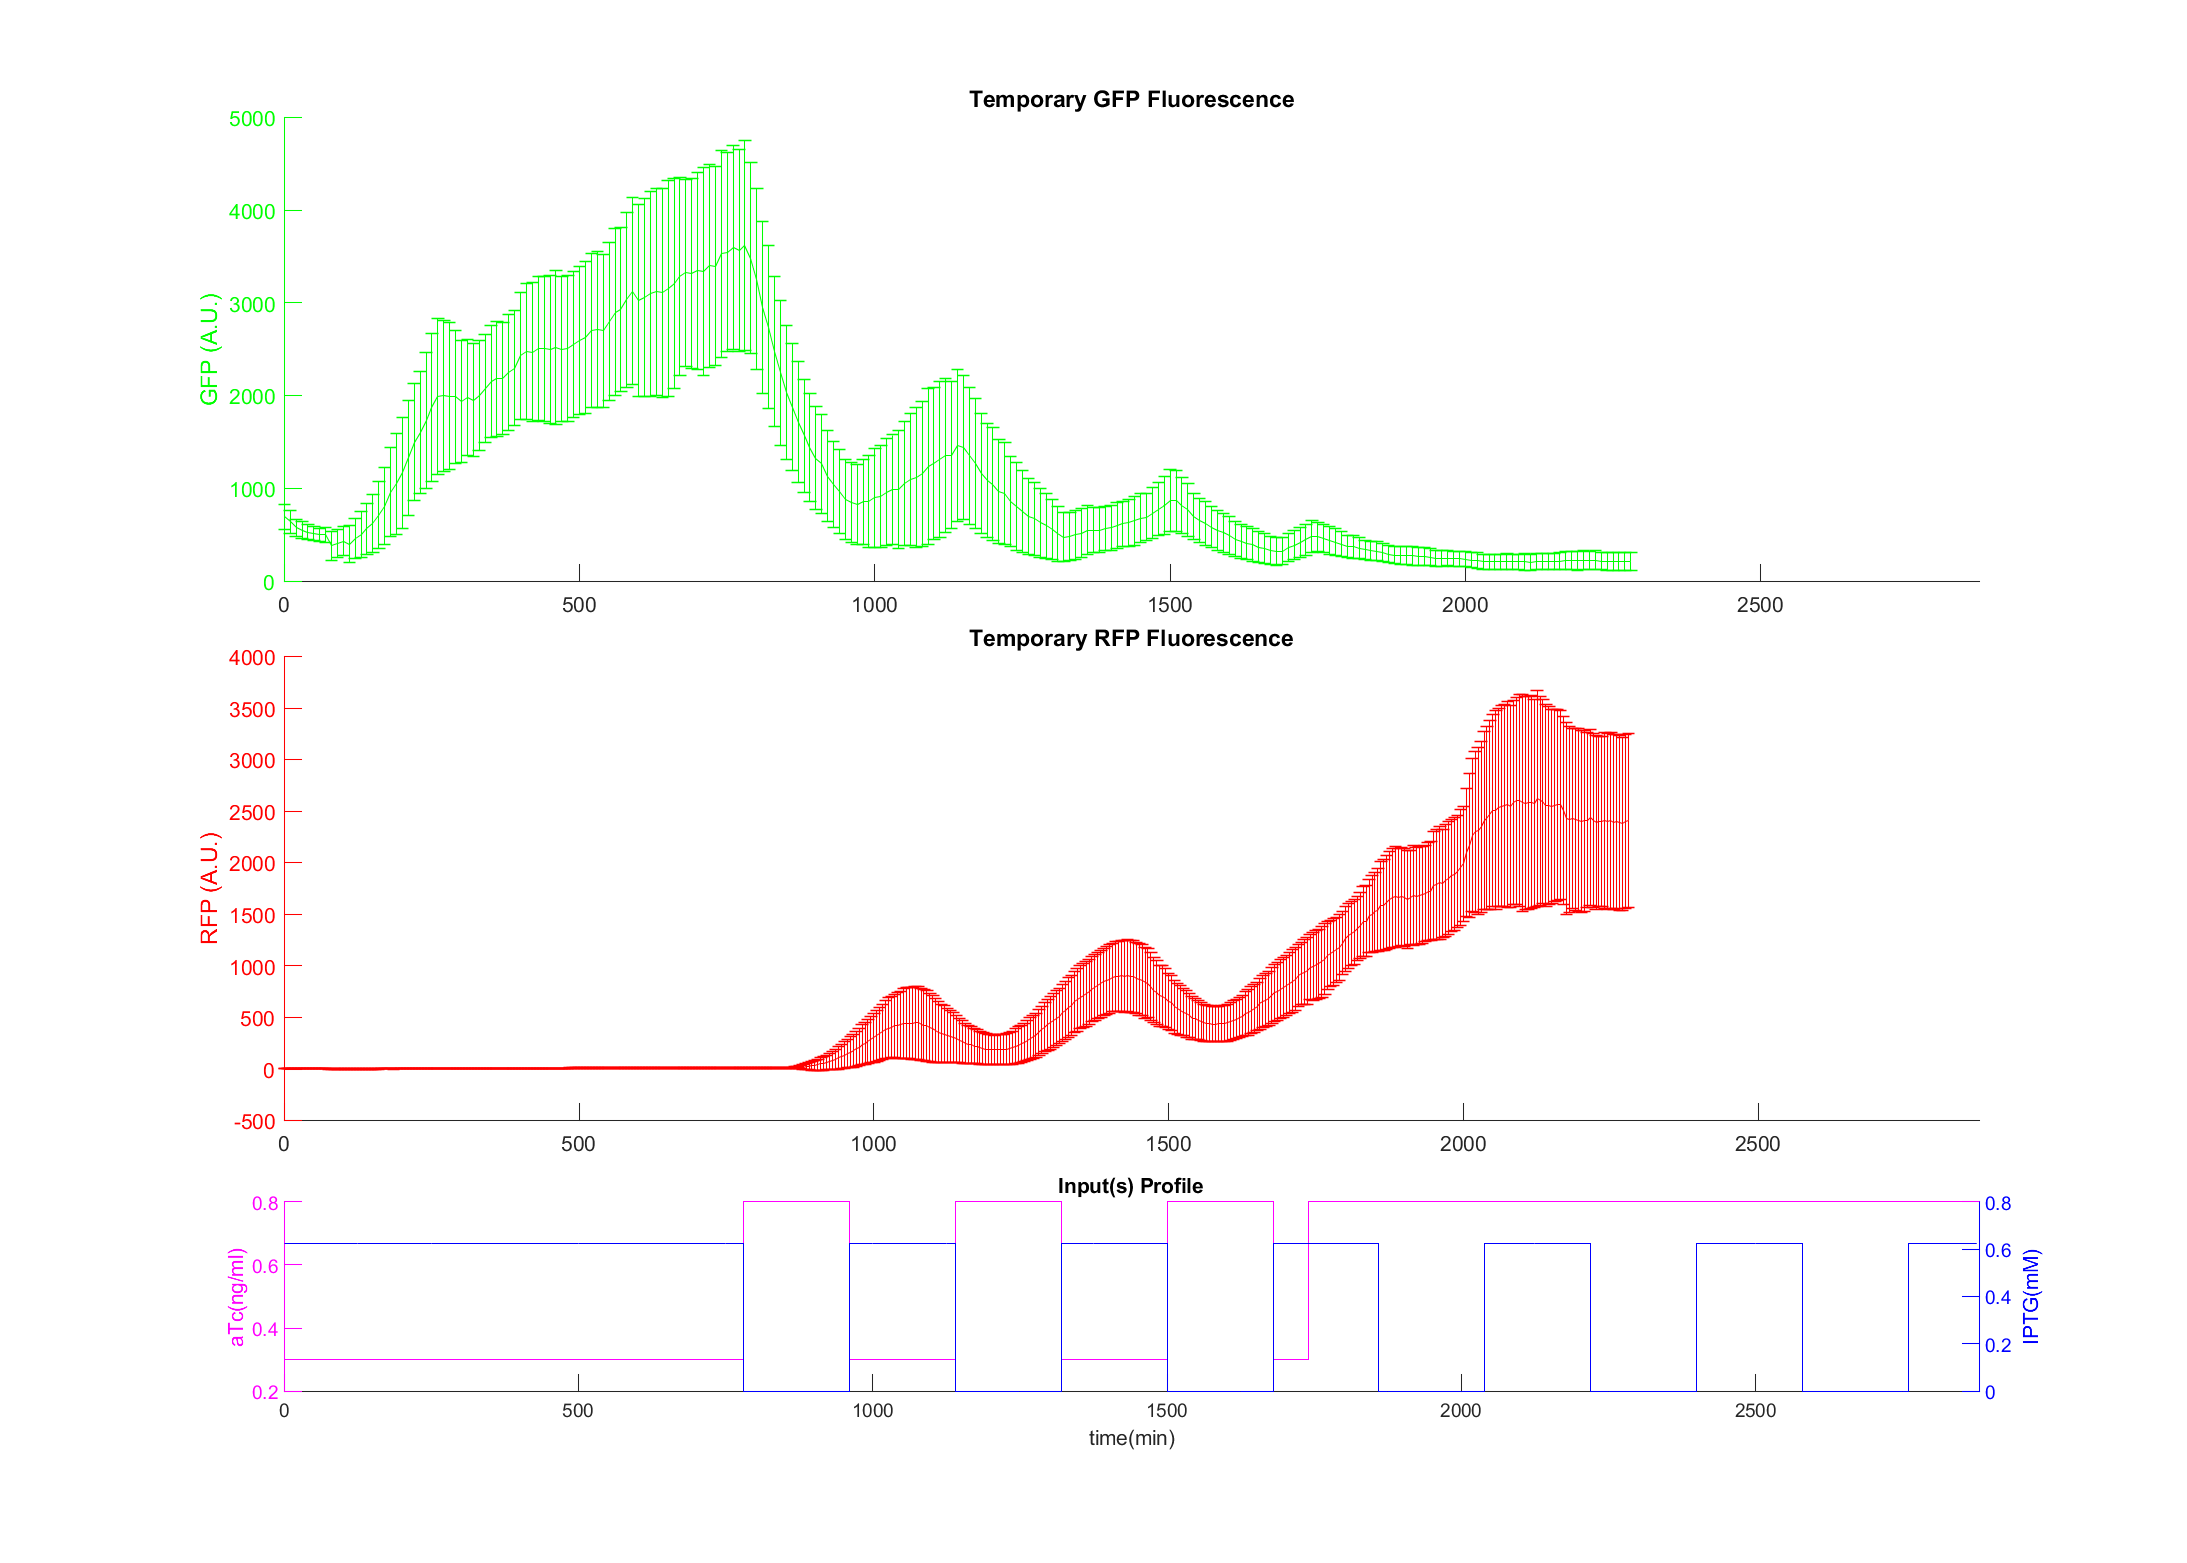 Temporary GFP Fluorescence
GFP (A.U.)
5000
4000
3000
2000
1000
0
0 500 1000 1500 2000 2500
Temporary RFP Fluorescence
RFP (A.U.)
4000
3500
3000
2500
2000
1500
1000
500
0
-500
0 500 1000 1500 2000 2500
Input(s) Profile
aTc(ng/ml)
0.8
0.6
0.4
0.2
IPTG(mM)
0.8
0.6
0.4
0.2
0
0 500 1000 1500 2000 2500
time(min)